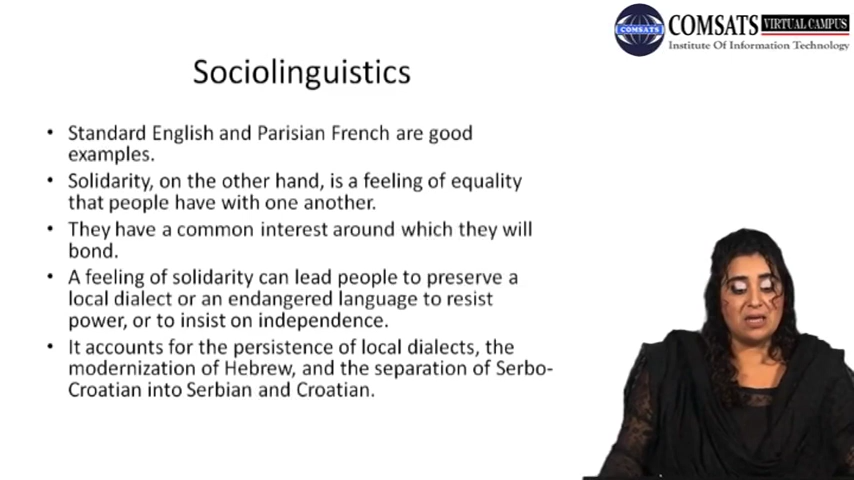 COMSATS
COMSATS VIRTUAL CAMPUS
Institute Of Information Technology
Sociolinguistics
• Standard English and Parisian French are good
examples.
• Solidarity, on the other hand, is a feeling of equality
that people have with one another.
• They have a common interest around which they will
bond.
• A feeling of solidarity can lead people to preserve a
local dialect or an endangered language to resist
power, or to insist on independence.
• It accounts for the persistence of local dialects, the
modernization of Hebrew, and the separation of Serbo-
Croatian into Serbian and Croatian.